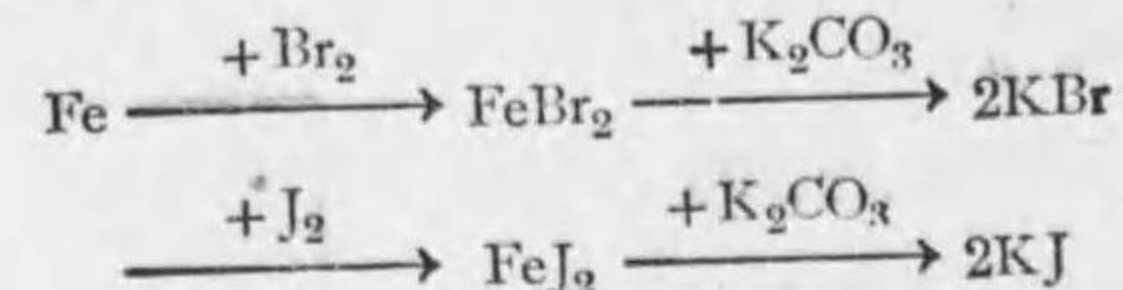 + Br₂ + K₂CO₃
Fe ⟶ FeBr₂ ⟶ 2KBr
+ J₂ + K₂CO₃
⟶ FeJ₂ ⟶ 2KJ